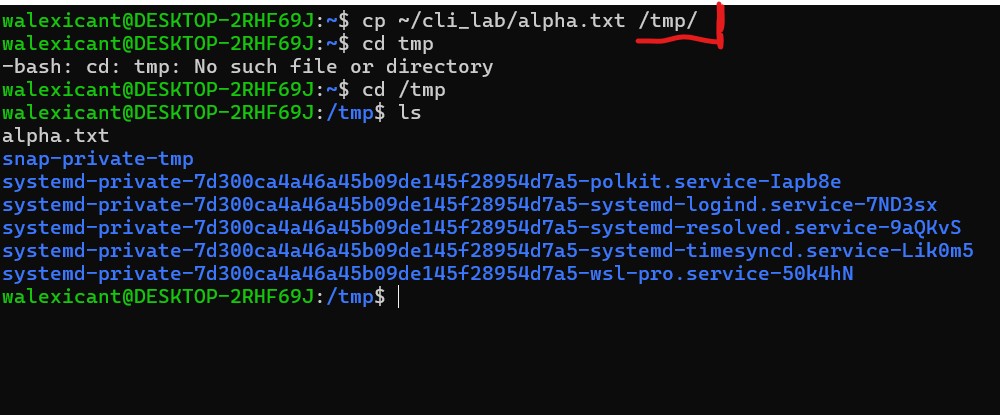 walexicant@DESKTOP-2RHF69J:~$ cp ~/cli_lab/alpha.txt /tmp/
walexicant@DESKTOP-2RHF69J:~$ cd tmp
-bash: cd: tmp: No such file or directory
walexicant@DESKTOP-2RHF69J:~$ cd /tmp
walexicant@DESKTOP-2RHF69J:/tmp$ ls
alpha.txt
snap-private-tmp
systemd-private-7d300ca4a46a45b09de145f28954d7a5-polkit.service-Iapb8e
systemd-private-7d300ca4a46a45b09de145f28954d7a5-systemd-logind.service-7ND3sx
systemd-private-7d300ca4a46a45b09de145f28954d7a5-systemd-resolved.service-9aQKvS
systemd-private-7d300ca4a46a45b09de145f28954d7a5-systemd-timesyncd.service-Lik0m5
systemd-private-7d300ca4a46a45b09de145f28954d7a5-wsl-pro.service-50k4hN
walexicant@DESKTOP-2RHF69J:/tmp$